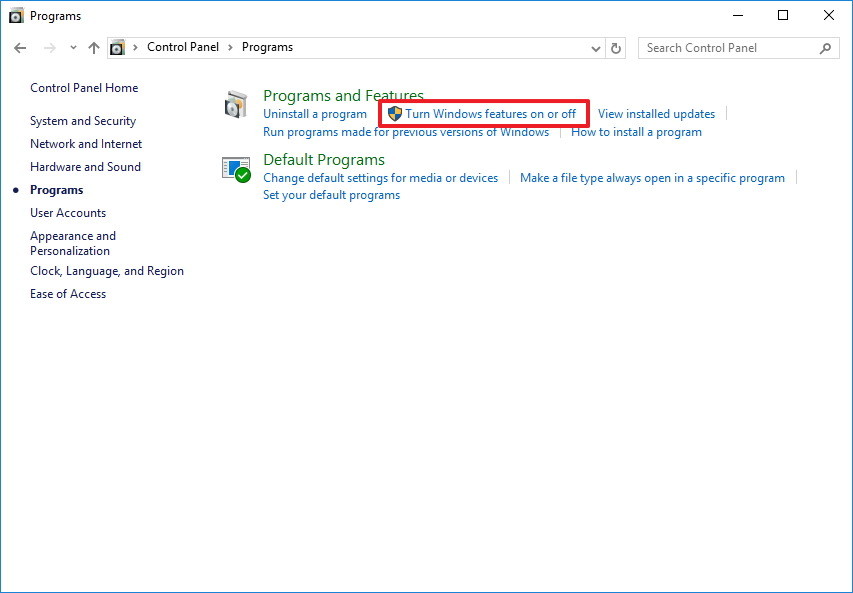 Programs
Control Panel > Programs
Search Control Panel
Control Panel Home
System and Security
Network and Internet
Hardware and Sound
Programs
User Accounts
Appearance and
Personalization
Clock, Language, and Region
Ease of Access
Programs and Features
Uninstall a program Turn Windows features on or off View installed updates
Run programs made for previous versions of Windows How to install a program
Default Programs
Change default settings for media or devices Make a file type always open in a specific program
Set your default programs